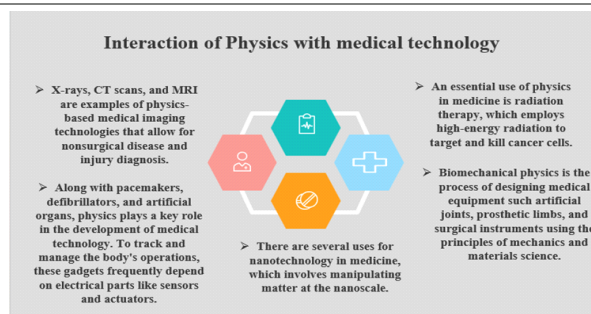 Interaction of Physics with medical technology
➢ X-rays, CT scans, and MRI
are examples of physics-
based medical imaging
technologies that allow for
nonsurgical disease and
injury diagnosis.
➢ Along with pacemakers,
defibrillators, and artificial
organs, physics plays a key role
in the development of medical
technology. To track and
manage the body's operations,
these gadgets frequently depend
on electrical parts like sensors
and actuators.
➢ There are several uses for
nanotechnology in medicine,
which involves manipulating
matter at the nanoscale.
➢ An essential use of physics
in medicine is radiation
therapy, which employs
high-energy radiation to
target and kill cancer cells.
➢ Biomechanical physics is the
process of designing medical
equipment such artificial
joints, prosthetic limbs, and
surgical instruments using the
principles of mechanics and
materials science.